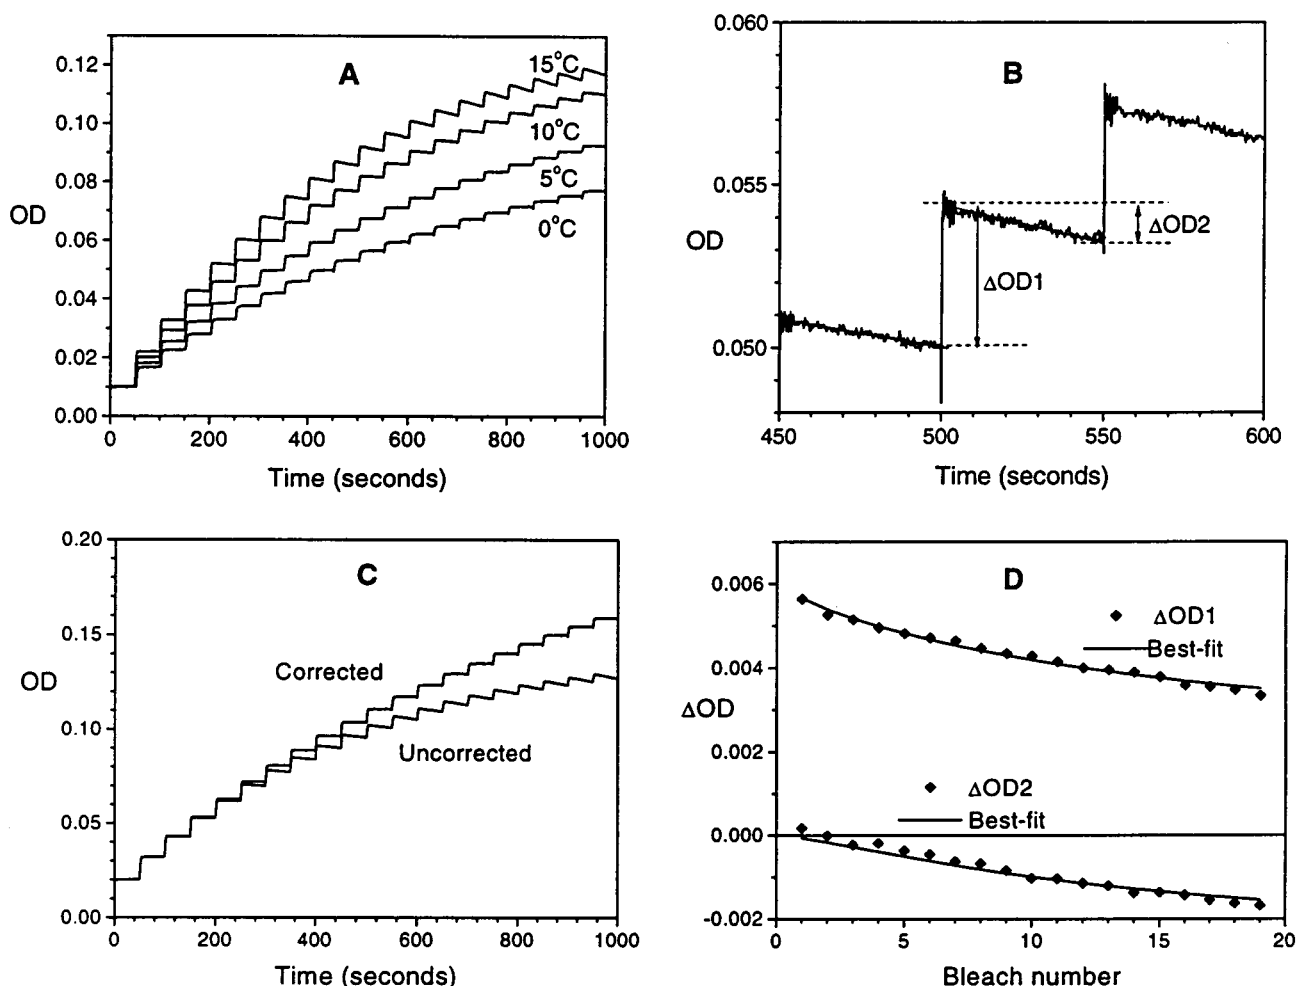 A
15°C
10°C
5°C
0°C
OD
0.12
0.10
0.08
0.06
0.04
0.02
0.00
0
200
400
600
800
1000
Time (seconds)
B
0.060
0.055
0.050
OD
ΔOD1
ΔOD2
450
500
550
600
Time (seconds)
C
0.20
0.15
0.10
0.05
0.00
OD
Corrected
Uncorrected
0
200
400
600
800
1000
Time (seconds)
D
0.006
0.004
0.002
0.000
-0.002
ΔOD
ΔOD1
Best-fit
ΔOD2
Best-fit
0
5
10
15
20
Bleach number